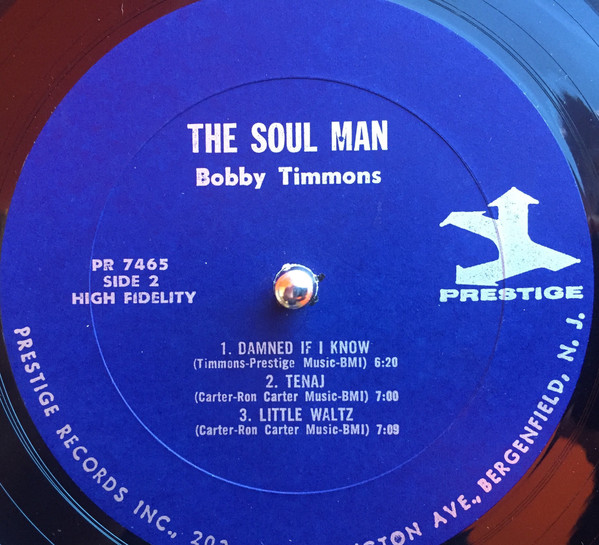 THE SOUL MAN
Bobby Timmons
PR 7465
SIDE 2
HIGH FIDELITY
PRESTIGE
1. DAMNED IF I KNOW
(Timmons-Prestige Music-BMI) 6:20
2. TENAJ
(Carter-Ron Carter Music-BMI) 7:00
3. LITTLE WALTZ
(Carter-Ron Carter Music-BMI) 7:09
PRESTIGE RECORDS INC., AVE., BERGENFIELD, N. J.